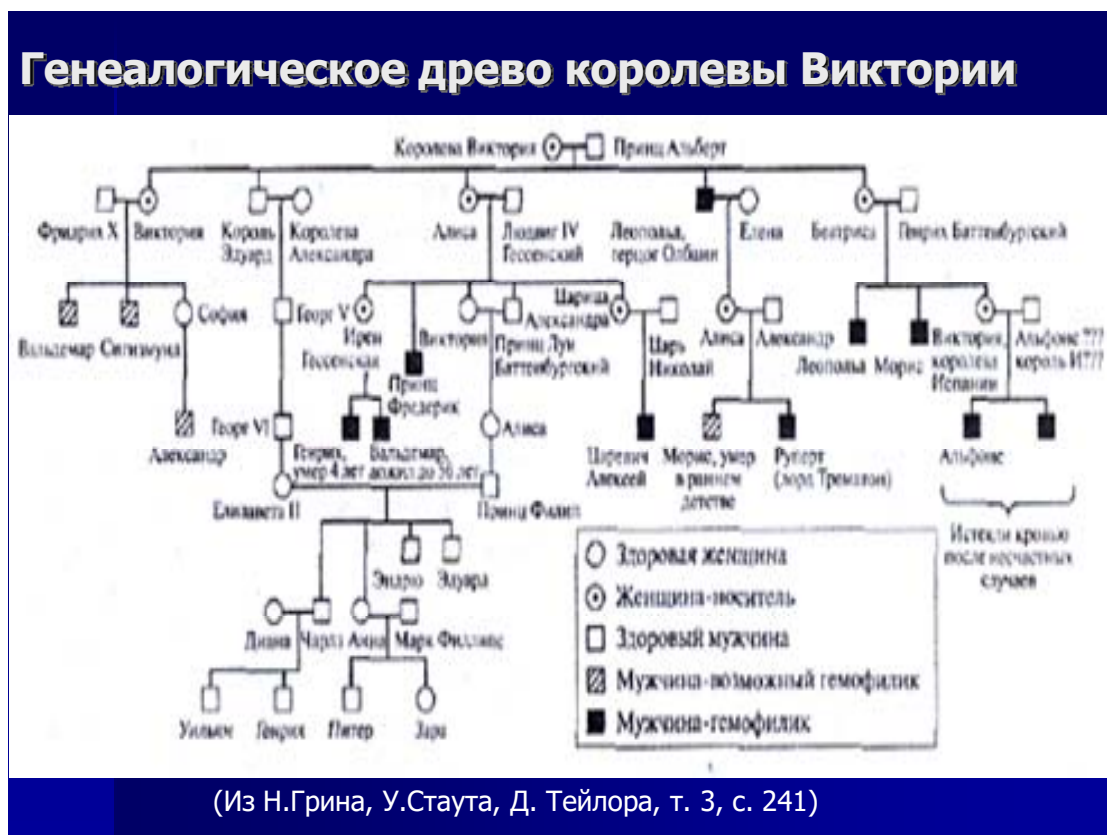 Генеалогическое древо королевы Виктории
Королева Виктория Принц Альберт
Фридрих X Виктория
Король Эдуард
Королева Александра
Алиса
Людвиг IV Гессенский
Леопольд, герцог Олбани
Елена
Беатриса
Генрих Баттенбургский
Вальдемар Сигизмунд
София
Георг V
Ирен Гессенская
Принц Фредерик
Виктория
Принц Луи Баттенбургский
Царица Александра
Царь Николай
Алиса
Александр
Леопольд
Морис
Виктория, королева Испании
Альфонс ???
король И???
Александр
Георг VI
Генрих, умер 4 лет
Вальдемар, дожил до 56 лет
Алиса
Царевич Алексей
Морис, умер в раннем детстве
Руперт (лорд Трематон)
Альфонс
Истекли кровью
после несчастных
случаев
Елизавета II
Принц Филип
Эндрю Эдуард
Диана Чарлз Анна Марк Филлипс
Уильям Генрих Питер Зара
Здоровая женщина
Женщина-носитель
Здоровый мужчина
Мужчина-возможный гемофилик
Мужчина-гемофилик
(Из Н.Грина, У.Стаута, Д. Тейлора, т. 3, с. 241)